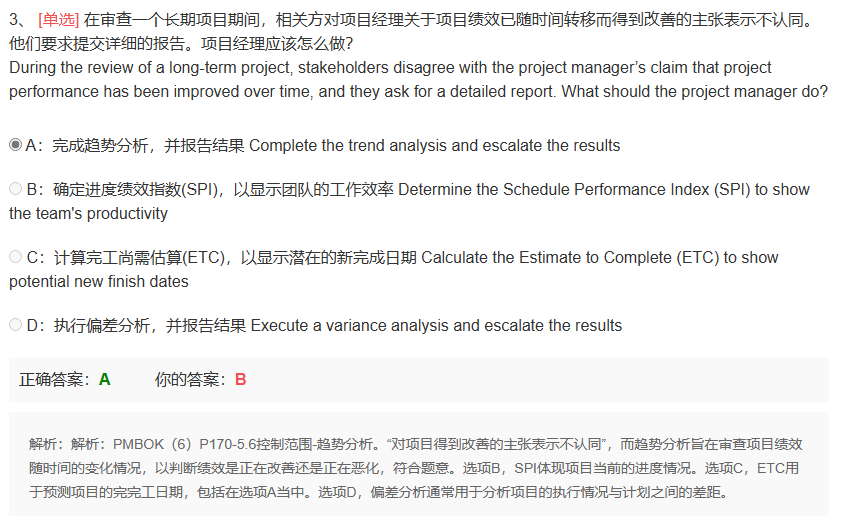 3、 [单选] 在审查一个长期项目期间，相关方对项目经理关于项目绩效已随时间转移而得到改善的主张表示不认同。
他们要求提交详细的报告。项目经理应该怎么做?
During the review of a long-term project, stakeholders disagree with the project manager's claim that project
performance has been improved over time, and they ask for a detailed report. What should the project manager do?
A：完成趋势分析，并报告结果 Complete the trend analysis and escalate the results
B：确定进度绩效指数(SPI)，以显示团队的工作效率 Determine the Schedule Performance Index (SPI) to show
the team's productivity
C：计算完工尚需估算(ETC)，以显示潜在的新完成日期 Calculate the Estimate to Complete (ETC) to show
potential new finish dates
D：执行偏差分析，并报告结果 Execute a variance analysis and escalate the results
正确答案：A 你的答案：B
解析：解析：PMBOK（6）P170-5.6控制范围-趋势分析。“对项目得到改善的主张表示不认同”，而趋势分析旨在审查项目绩效
随时间的变化情况，以判断绩效是正在改善还是正在恶化，符合题意。选项B，SPI体现项目当前的进度情况。选项C，ETC用
于预测项目的完完工日期，包括在选项A当中。选项D，偏差分析通常用于分析项目的执行情况与计划之间的差距。